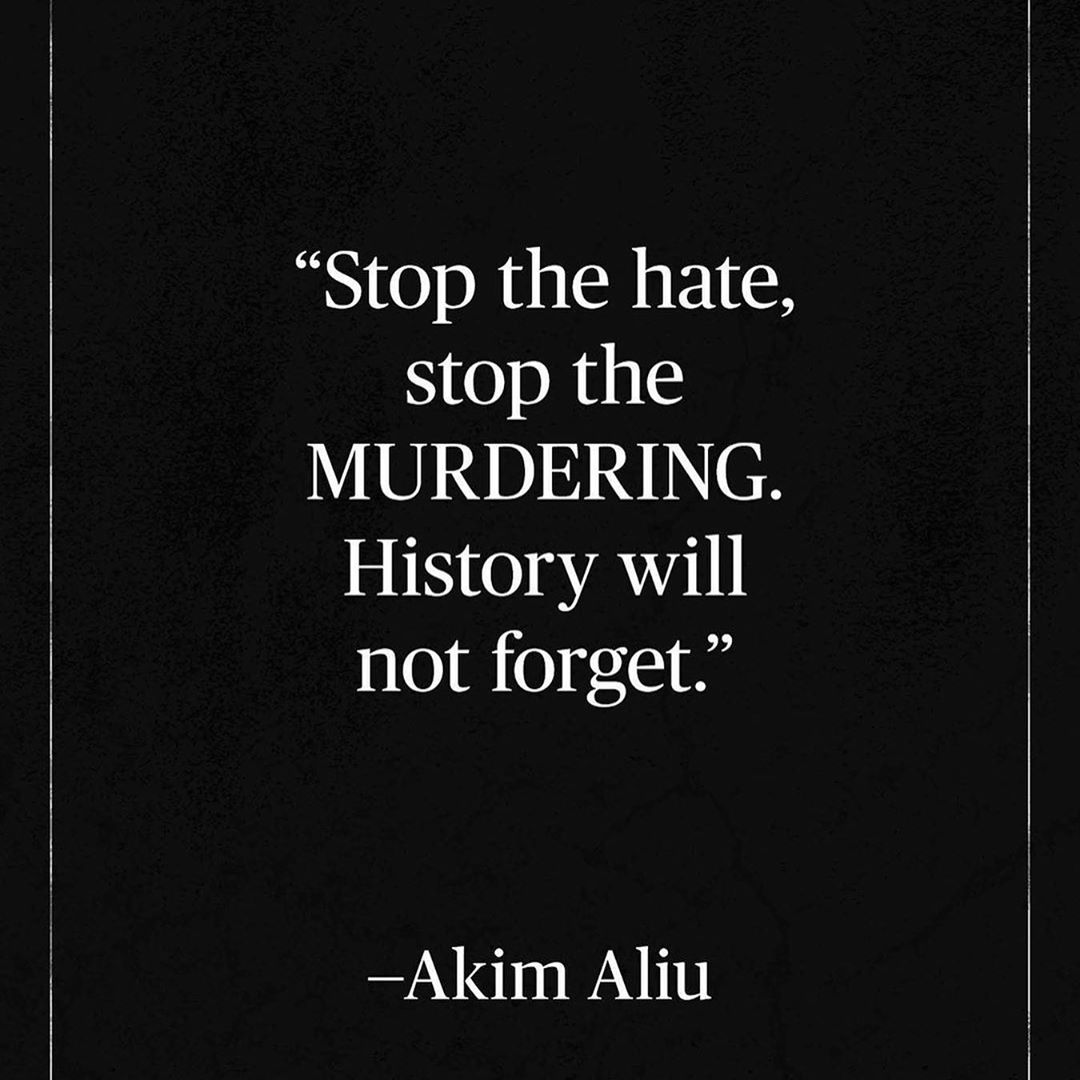 “Stop the hate,
stop the
MURDERING.
History will
not forget.”
–Akim Aliu